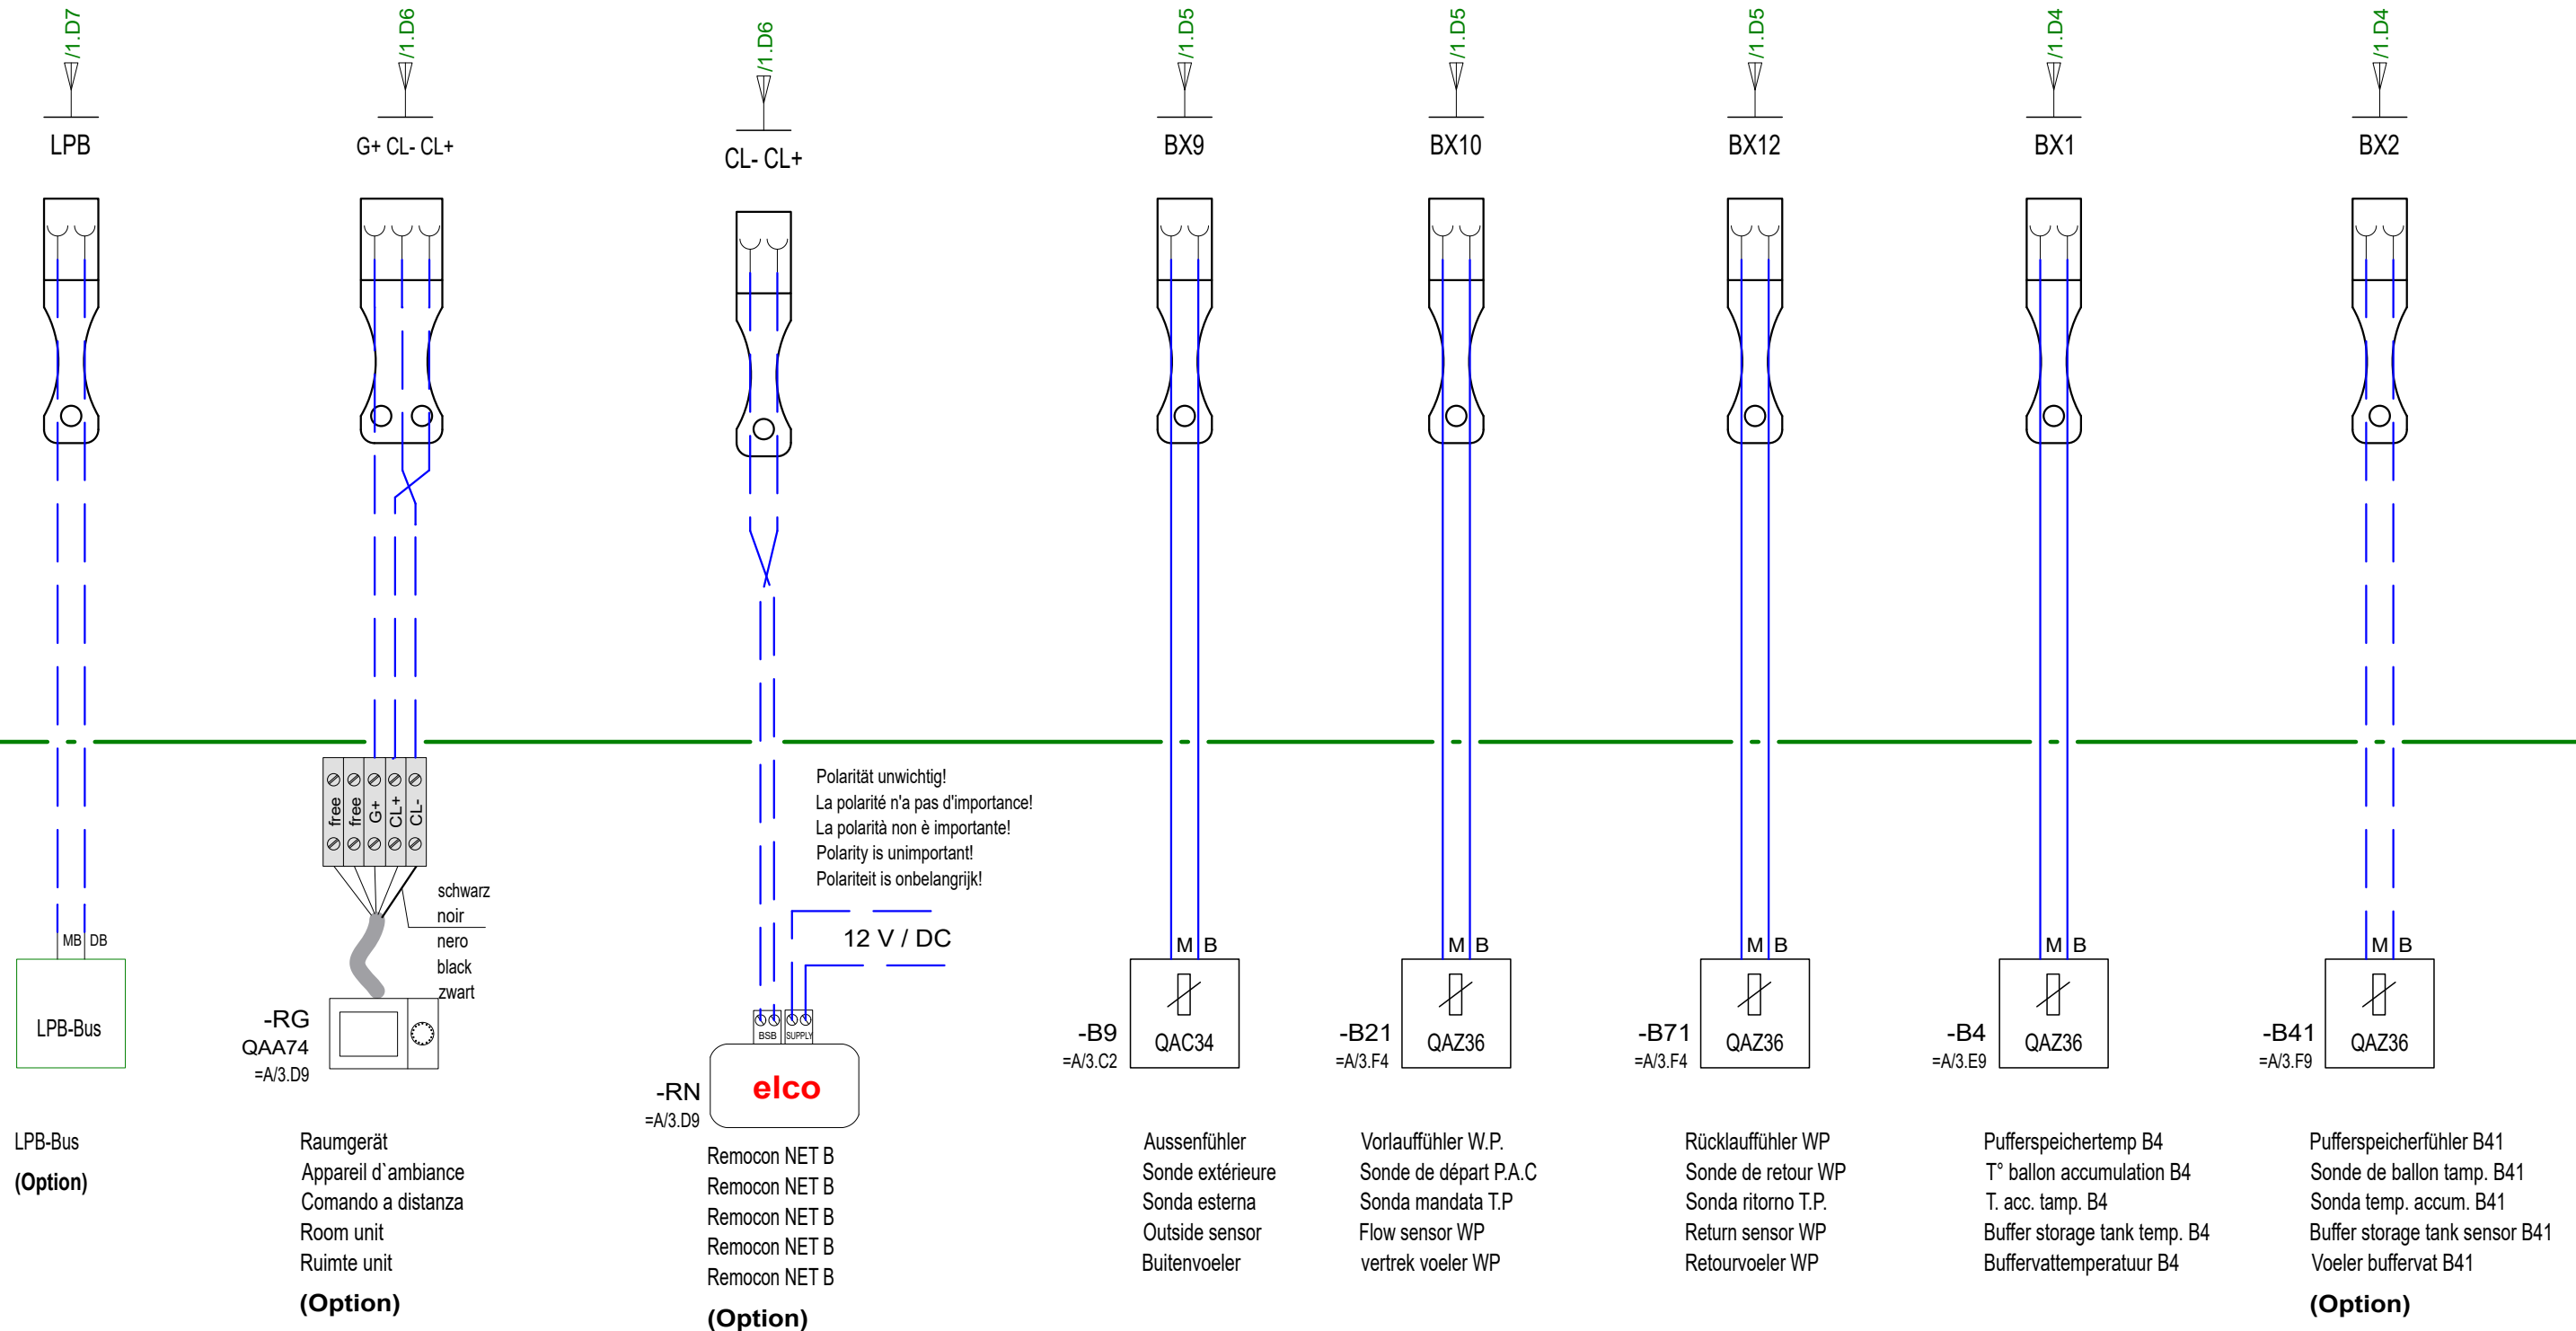 /1.D7
/1.D6
/1.D6
/1.D5
/1.D5
/1.D5
/1.D4
/1.D4
LPB
G+ CL- CL+
CL- CL+
BX9
BX10
BX12
BX1
BX2
free
free
G+
CL+
CL-
Polarität unwichtig!
La polarité n'a pas d'importance!
La polarità non è importante!
Polarity is unimportant!
Polariteit is onbelangrijk!
schwarz
noir
nero
black
zwart
12 V / DC
MB DB
LPB-Bus
-RG
QAA74
=A/3.D9
BSB
SUPPLY
elco
-RN
=A/3.D9
M B
QAC34
-B9
=A/3.C2
M B
QAZ36
-B21
=A/3.F4
M B
QAZ36
-B71
=A/3.F4
M B
QAZ36
-B4
=A/3.E9
M B
QAZ36
-B41
=A/3.F9
LPB-Bus
(Option)
Raumgerät
Appareil d`ambiance
Comando a distanza
Room unit
Ruimte unit
(Option)
Remocon NET B
Remocon NET B
Remocon NET B
Remocon NET B
Remocon NET B
(Option)
Aussenfühler
Sonde extérieure
Sonda esterna
Outside sensor
Buitenvoeler
Vorlauffühler W.P.
Sonde de départ P.A.C
Sonda mandata T.P
Flow sensor WP
vertrek voeler WP
Rücklauffühler WP
Sonde de retour WP
Sonda ritorno T.P.
Return sensor WP
Retourvoeler WP
Pufferspeichertemp B4
T° ballon accumulation B4
T. acc. tamp. B4
Buffer storage tank temp. B4
Buffervattemperatuur B4
Pufferspeicherfühler B41
Sonde de ballon tamp. B41
Sonda temp. accum. B41
Buffer storage tank sensor B41
Voeler buffervat B41
(Option)